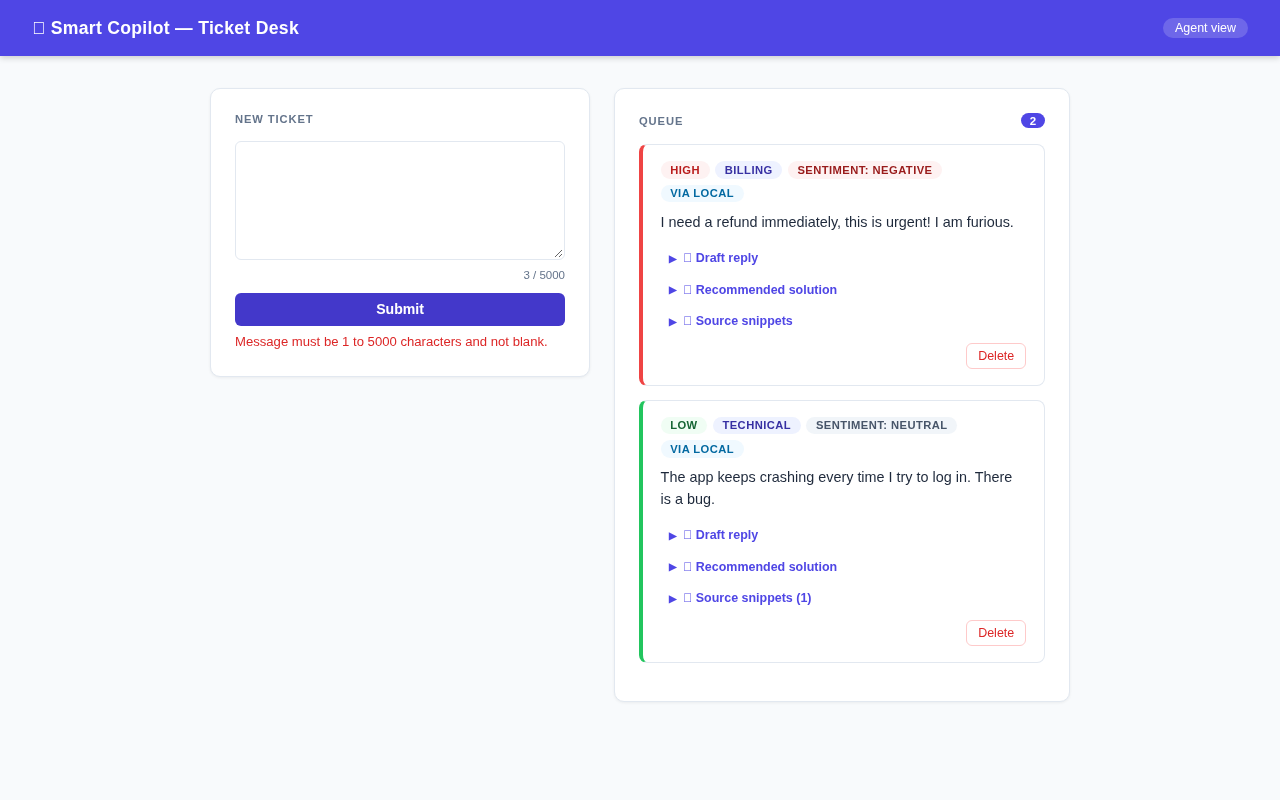 Smart Copilot — Ticket Desk
Agent view
NEW TICKET
3 / 5000
Submit
Message must be 1 to 5000 characters and not blank.
QUEUE
2
HIGH BILLING SENTIMENT: NEGATIVE
VIA LOCAL
I need a refund immediately, this is urgent! I am furious.
▶ Draft reply
▶ Recommended solution
▶ Source snippets
Delete
LOW TECHNICAL SENTIMENT: NEUTRAL
VIA LOCAL
The app keeps crashing every time I try to log in. There
is a bug.
▶ Draft reply
▶ Recommended solution
▶ Source snippets (1)
Delete